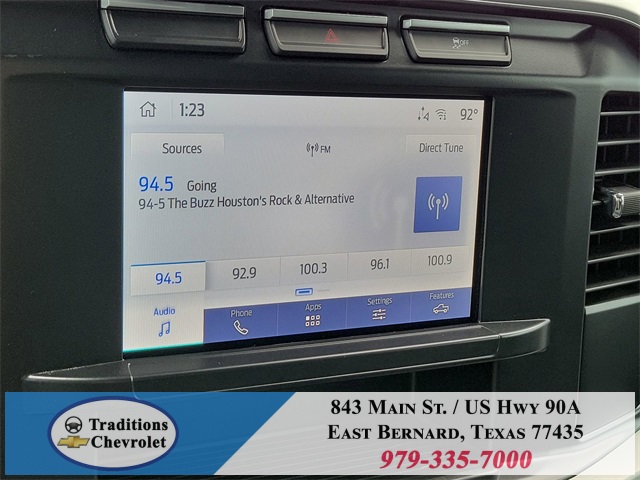 OFF
1:23
92°
Sources
FM
Direct Tune
94.5 Going
94-5 The Buzz Houston's Rock & Alternative
94.5 92.9 100.3 96.1 100.9
Audio Phone Apps Settings Features
Traditions
Chevrolet
843 Main St. / US Hwy 90A
East Bernard, Texas 77435
979-335-7000